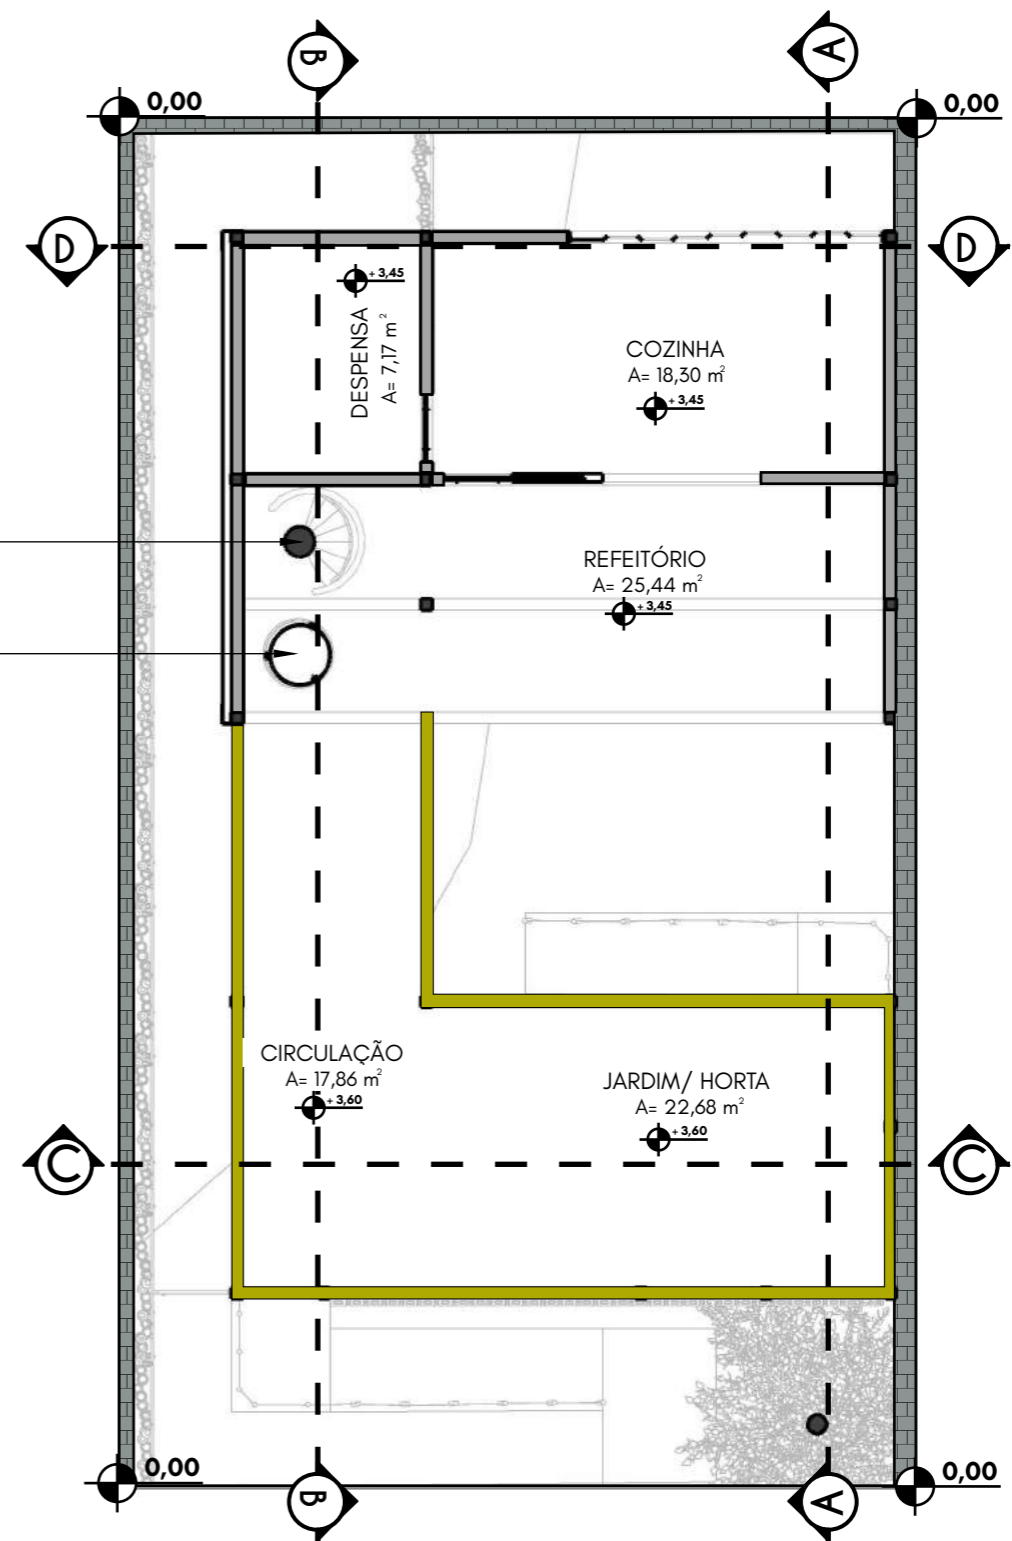 B
A
0,00
0,00
D
D
+ 3,45
DESPENSA
A= 7,17 m²
COZINHA
A= 18,30 m²
+ 3,45
REFEITÓRIO
A= 25,44 m²
+ 3,45
CIRCULAÇÃO
A= 17,86 m²
+ 3,60
JARDIM/ HORTA
A= 22,68 m²
+ 3,60
C
C
0,00
0,00
B
A